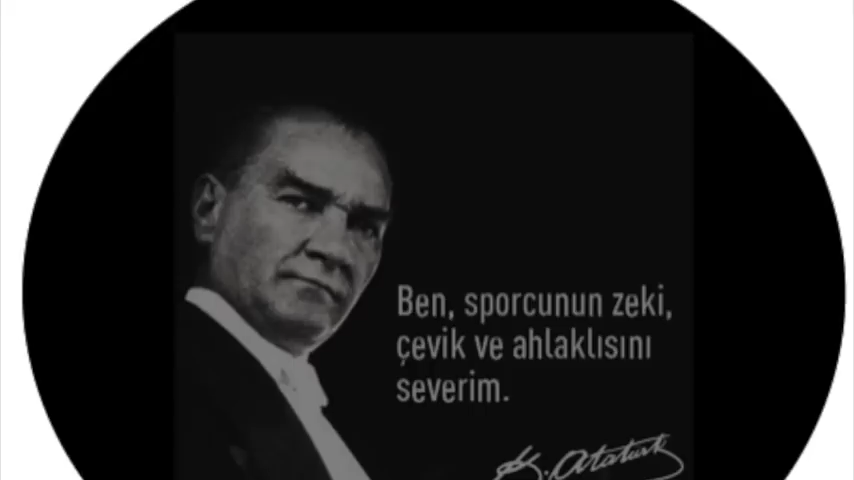 Ben, sporcunun zeki,
çevik ve ahlaklısını
severim.
K. Atatürk